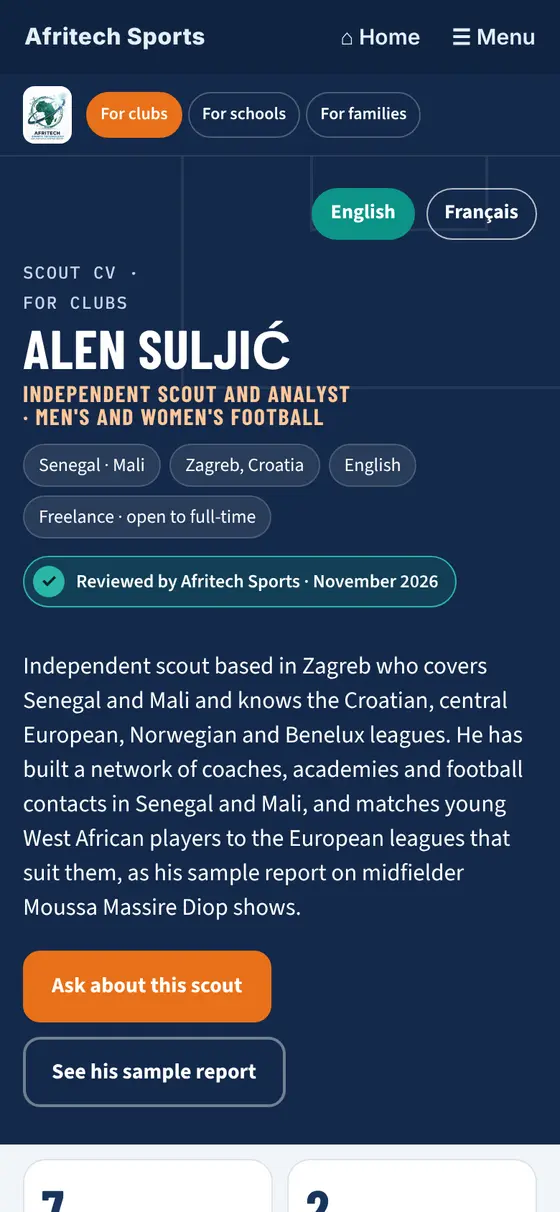 Afritech Sports
⌂ Home
☰ Menu
AFRITECH
For clubs
For schools
For families
English
Français
SCOUT CV ·
FOR CLUBS
ALEN SULJIĆ
INDEPENDENT SCOUT AND ANALYST
· MEN'S AND WOMEN'S FOOTBALL
Senegal · Mali
Zagreb, Croatia
English
Freelance · open to full-time
Reviewed by Afritech Sports · November 2026
Independent scout based in Zagreb who covers
Senegal and Mali and knows the Croatian, central
European, Norwegian and Benelux leagues. He has
built a network of coaches, academies and football
contacts in Senegal and Mali, and matches young
West African players to the European leagues that
suit them, as his sample report on midfielder
Moussa Massire Diop shows.
Ask about this scout
See his sample report
7
2